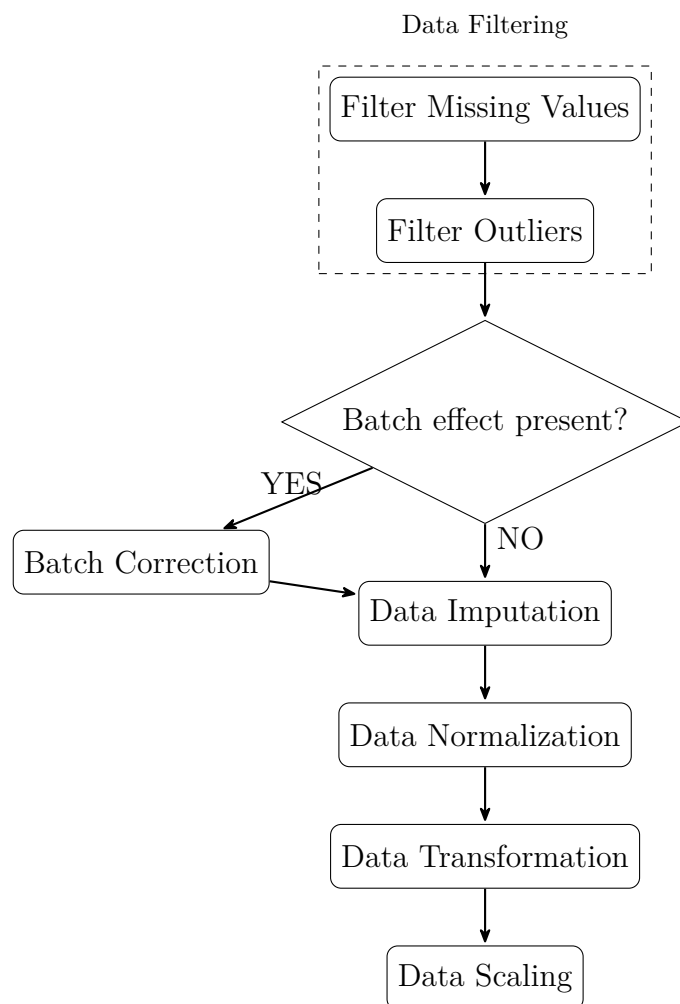 Data Filtering
Filter Missing Values
Filter Outliers
Batch effect present?
YES
NO
Batch Correction
Data Imputation
Data Normalization
Data Transformation
Data Scaling